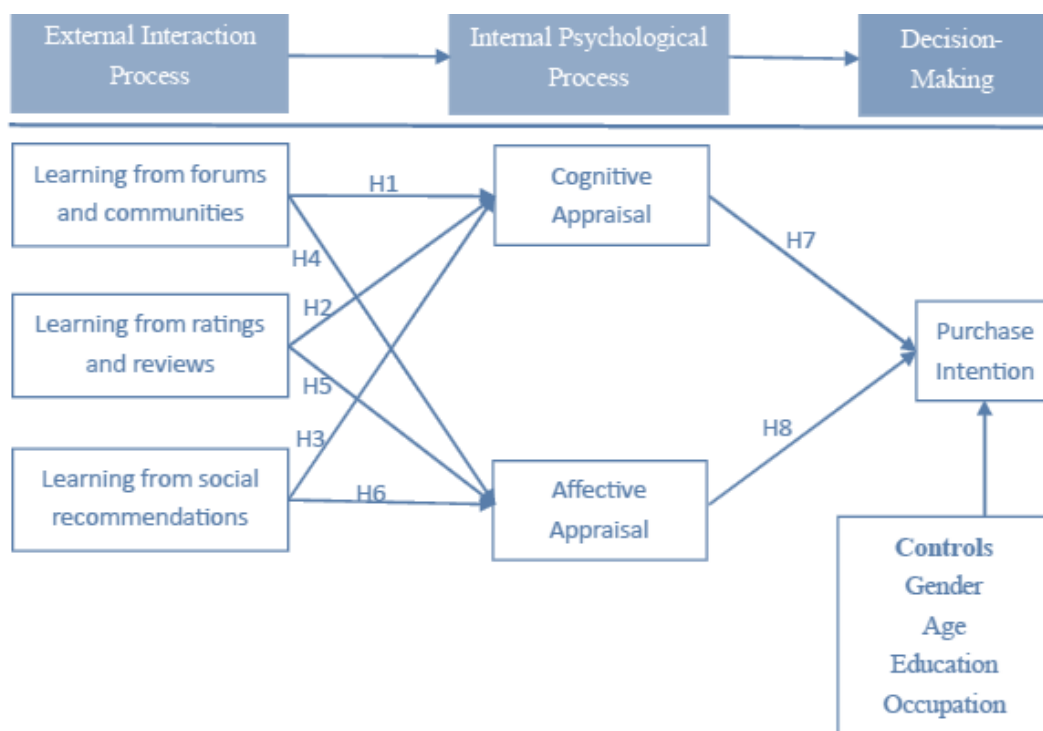 External Interaction
Process
Internal Psychological
Process
Decision-
Making
Learning from forums
and communities
H1
Cognitive
Appraisal
H7
H4
H2
Learning from ratings
and reviews
Purchase
Intention
H5
H3
H8
Learning from social
recommendations
H6
Affective
Appraisal
Controls
Gender
Age
Education
Occupation